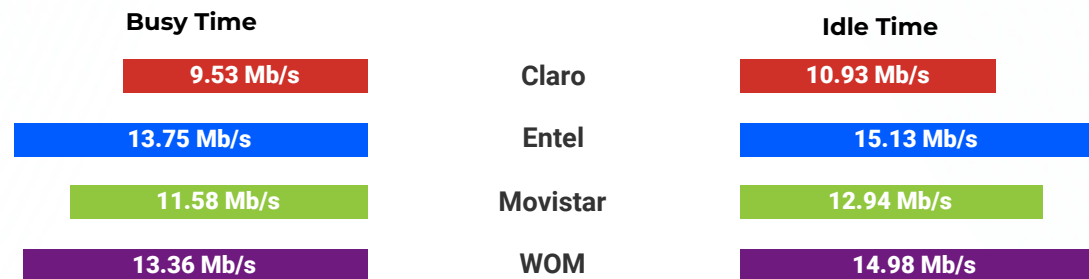 Busy Time
Idle Time
9.53 Mb/s Claro 10.93 Mb/s
13.75 Mb/s Entel 15.13 Mb/s
11.58 Mb/s Movistar 12.94 Mb/s
13.36 Mb/s WOM 14.98 Mb/s